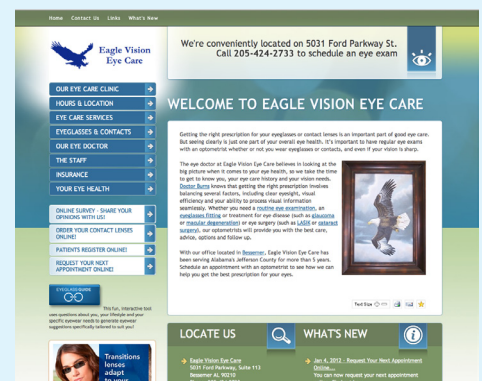 Home Contact Us Links What's New
Eagle Vision
Eye Care
We're conveniently located on 5031 Ford Parkway St.
Call 205-424-2733 to schedule an eye exam
OUR EYE CARE CLINIC
HOURS & LOCATION
EYE CARE SERVICES
EYEGLASSES & CONTACTS
OUR EYE DOCTOR
THE STAFF
INSURANCE
YOUR EYE HEALTH
ONLINE SURVEY - SHARE YOUR
OPINIONS WITH US!
ORDER YOUR CONTACT LENSES
ONLINE!
PATIENTS REGISTER ONLINE!
REQUEST YOUR NEXT
APPOINTMENT ONLINE!
EYEGLASS GUIDE
This fun, interactive tool
uses questions about you, your lifestyle and your
specific eyewear needs to generate eyewear
suggestions specifically tailored to suit you!
Transitions
lenses
adapt
to your
WELCOME TO EAGLE VISION EYE CARE
Getting the right prescription for your eyeglasses or contact lenses is an important part of good eye care.
But seeing clearly is just one part of your overall eye health. It's important to have regular eye exams
with an optometrist whether or not you wear eyeglasses or contacts, and even if your vision is sharp.
The eye doctor at Eagle Vision Eye Care believes in looking at the
big picture when it comes to your eye health, so we take the time
to get to know you, your eye care history and your vision needs.
Doctor Burns knows that getting the right prescription involves
balancing several factors, including clear eyesight, visual
efficiency and your ability to process visual information
seamlessly. Whether you need a routine eye examination, an
eyeglasses fitting or treatment for eye disease (such as glaucoma
or macular degeneration) or eye surgery (such as LASIK or cataract
surgery), our optometrists will provide you with the best care,
advice, options and follow up.
With our office located in Bessemer, Eagle Vision Eye Care has
been serving Alabama's Jefferson County for more than 5 years.
Schedule an appointment with an optometrist to see how we can
help you get the best prescription for your eyes.
Text Size
LOCATE US
Eagle Vision Eye Care
5031 Ford Parkway, Suite 113
Bessemer AL 90210
WHAT'S NEW
Jan 4, 2012 - Request Your Next Appointment
Online...
You can now request your next appointment